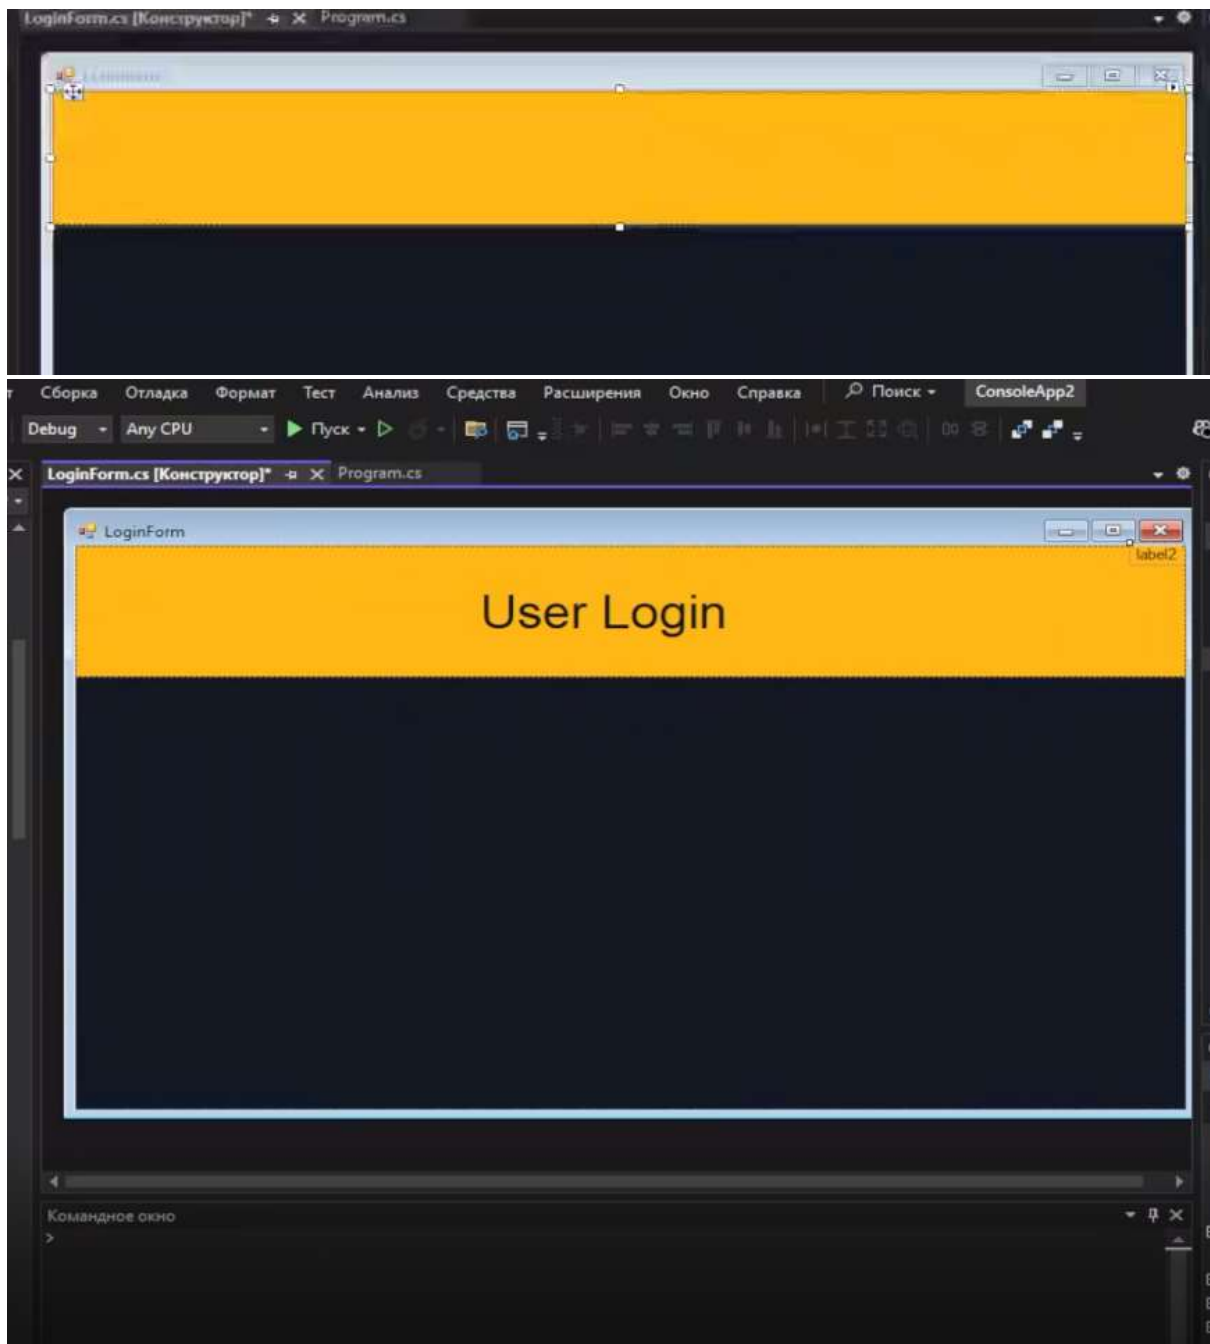 LoginForm.cs [Конструктор]* Program.cs
Сборка Отладка Формат Тест Анализ Средства Расширения Окно Справка Поиск ConsoleApp2
Debug Any CPU Пуск
LoginForm.cs [Конструктор]* Program.cs
LoginForm
label2
User Login
Командное окно
>